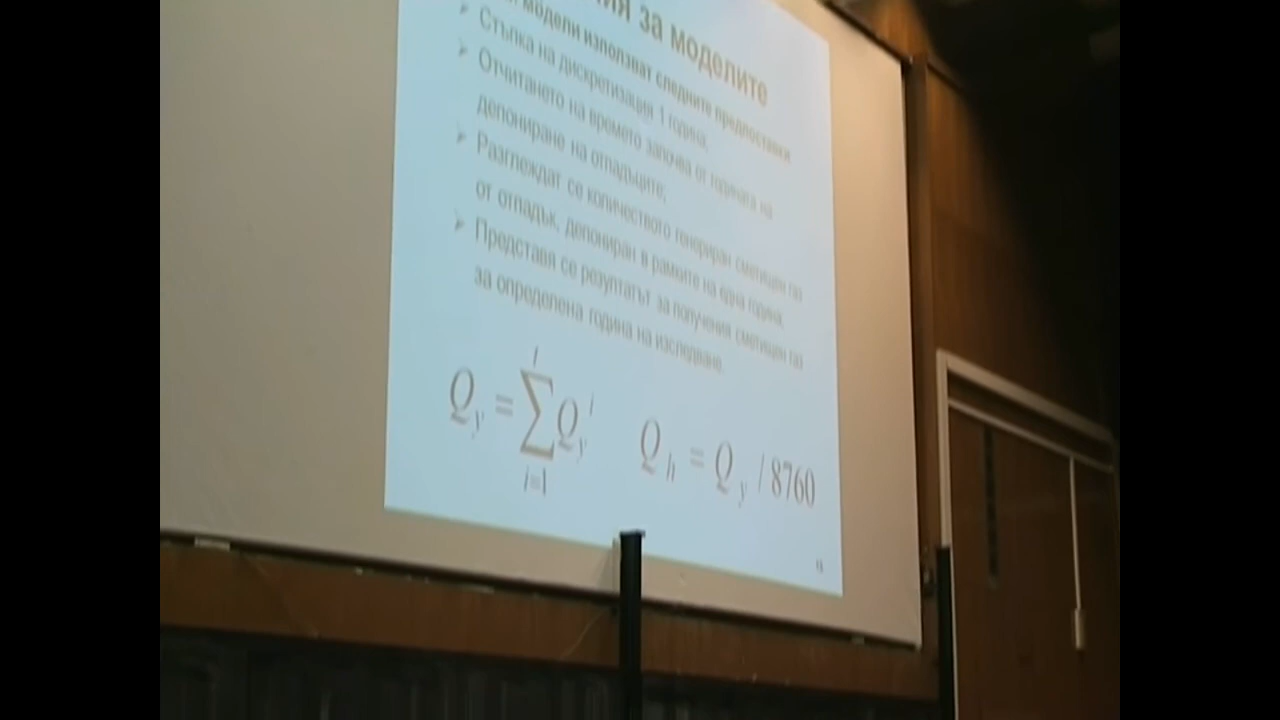 за моделите
модели използват следните предпоставки
Стъпка на дискретизация 1 година;
Отчитането на времето започва от годината на
депониране на отпадъците;
Разглеждат се количеството генериран сметищен газ
от отпадък, депониран в рамките на една година;
Представя се резултатът за получения сметищен газ
за определена година на изследване.
Q_y = \sum_{i=1}^{I} Q_y^i Q_h = Q_y / 8760